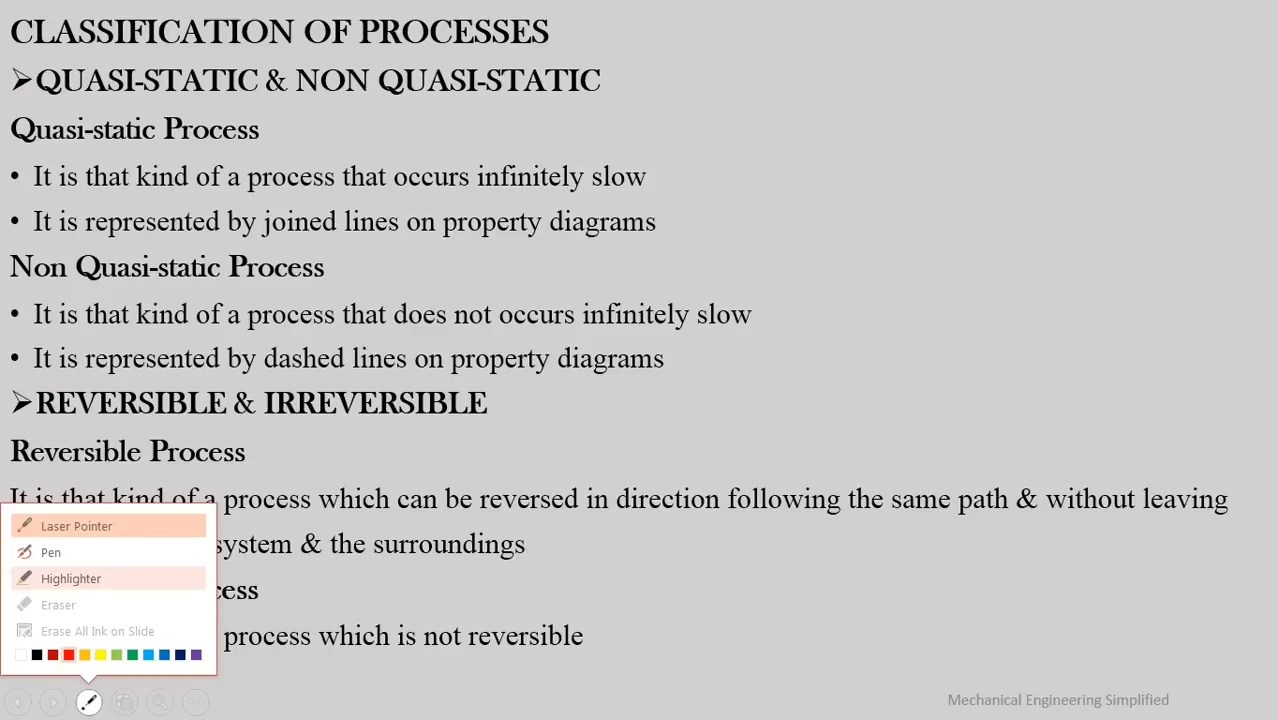 CLASSIFICATION OF PROCESSES
➢QUASI-STATIC & NON QUASI-STATIC
Quasi-static Process
• It is that kind of a process that occurs infinitely slow
• It is represented by joined lines on property diagrams
Non Quasi-static Process
• It is that kind of a process that does not occurs infinitely slow
• It is represented by dashed lines on property diagrams
➢REVERSIBLE & IRREVERSIBLE
Reversible Process
It is that kind of a process which can be reversed in direction following the same path & without leaving
system & the surroundings
process which is not reversible
Laser Pointer
Pen
Highlighter
Eraser
Erase All Ink on Slide
Mechanical Engineering Simplified